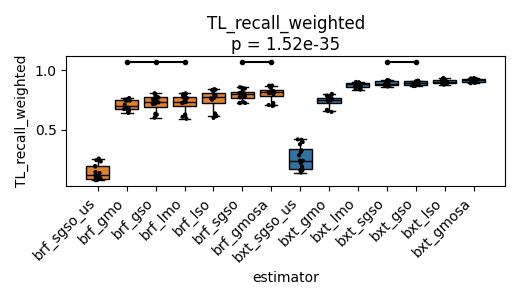 TL_recall_weighted
p = 1.52e-35
TL_recall_weighted
1.0
0.5
brf_sgso_us
brf_gmo
brf_gso
brf_lmo
brf_lso
brf_sgso
brf_gmosa
bxt_sgso_us
bxt_gmo
bxt_lmo
bxt_sgso
bxt_gso
bxt_lso
bxt_gmosa
estimator